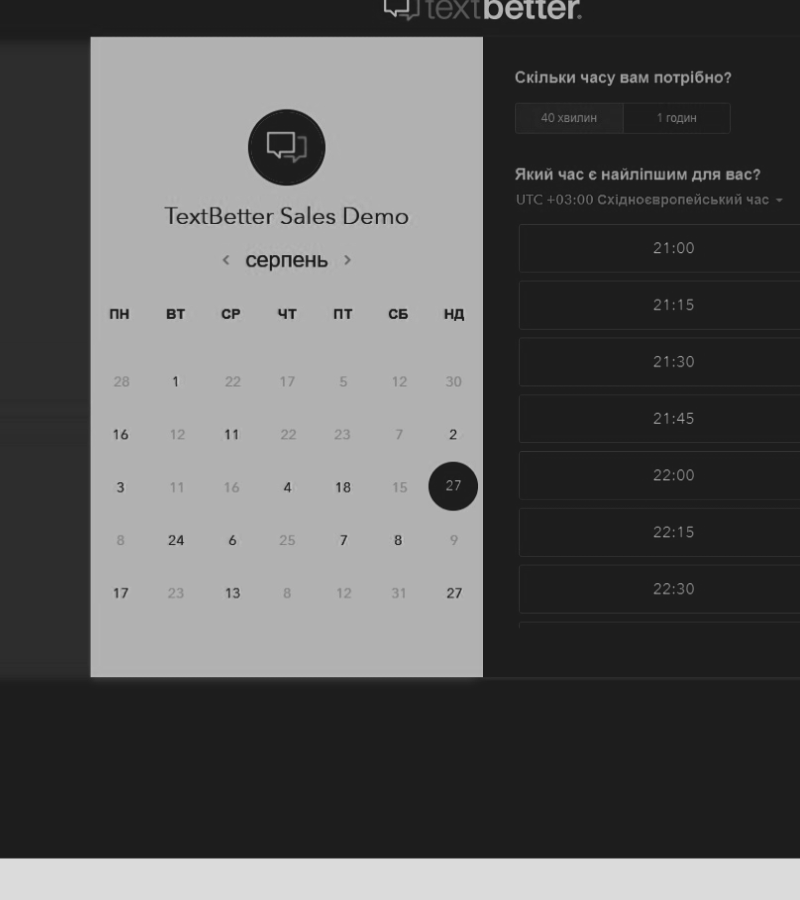 textbetter.
TextBetter Sales Demo
серпень
ПН ВТ СР ЧТ ПТ СБ НД
28 1 22 17 5 12 30
16 12 11 22 23 7 2
3 11 16 4 18 15 27
8 24 6 25 7 8 9
17 23 13 8 12 31 27
Скільки часу вам потрібно?
40 хвилин 1 годин
Який час є найліпшим для вас?
UTC +03:00 Східноєвропейський час
21:00
21:15
21:30
21:45
22:00
22:15
22:30